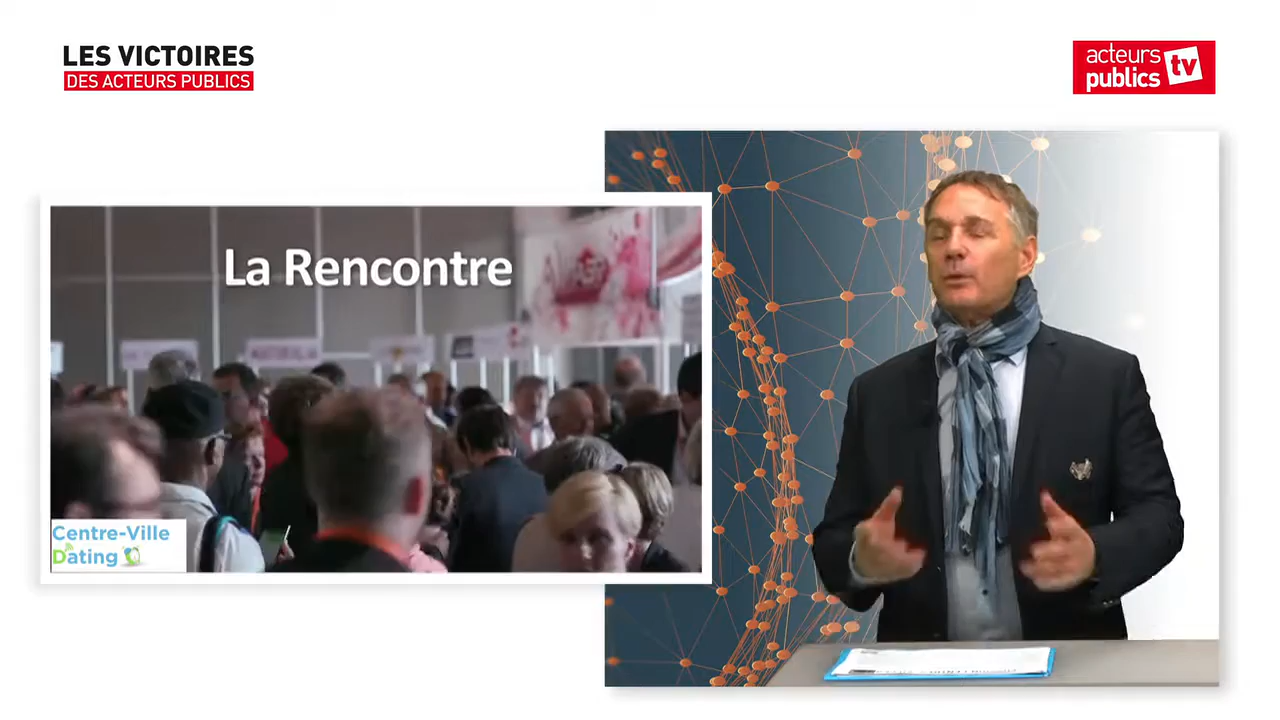 LES VICTOIRES
DES ACTEURS PUBLICS
acteurs
publics tv
La Rencontre
Centre-Ville
Dating